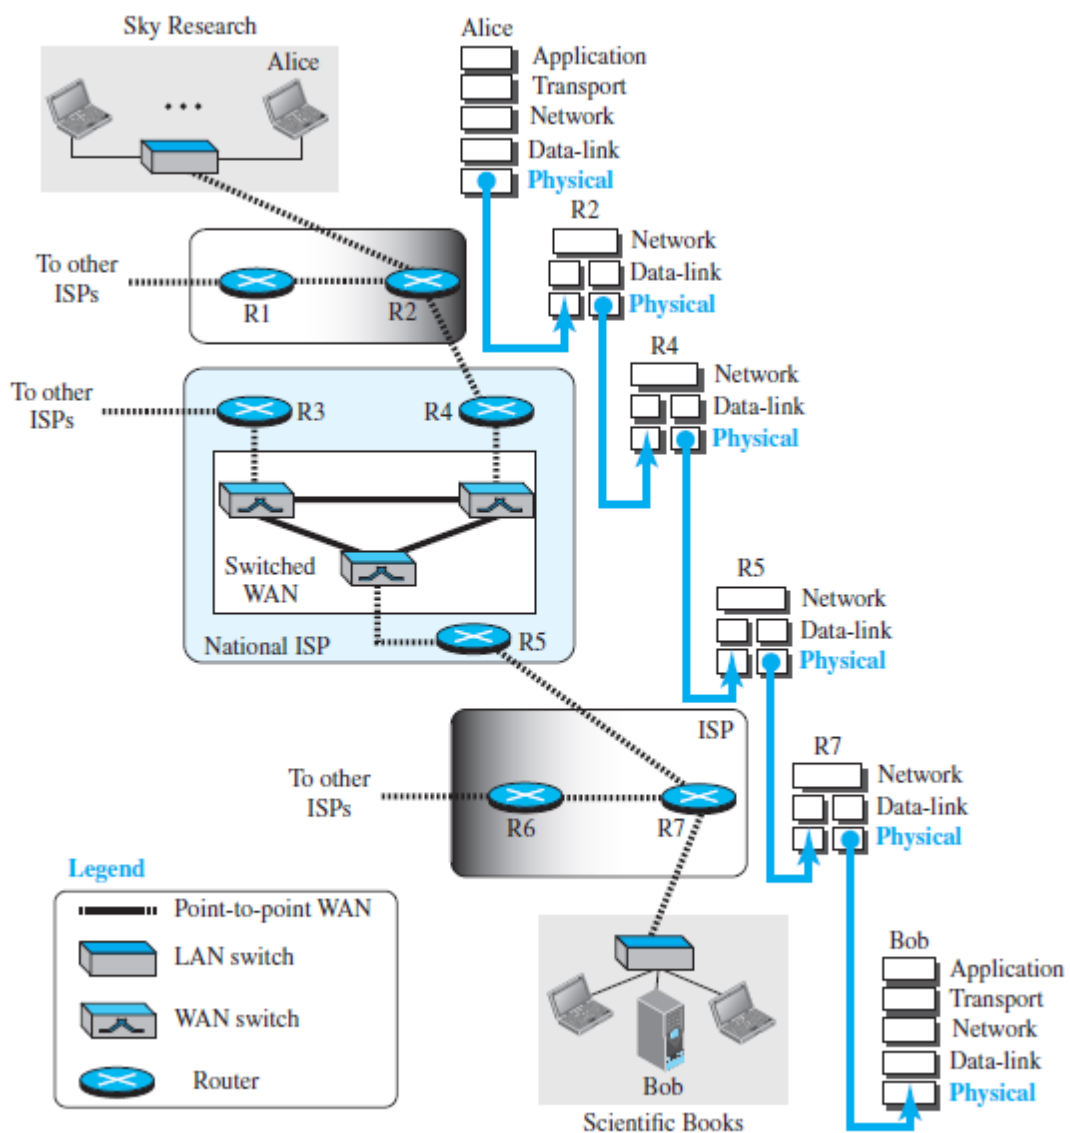 Sky Research
Alice
Alice
Application
Transport
Network
Data-link
Physical
R2
Network
Data-link
Physical
To other
ISPs
R1
R2
R4
Network
Data-link
Physical
To other
ISPs
R3
R4
Switched
WAN
National ISP
R5
R5
Network
Data-link
Physical
ISP
To other
ISPs
R6
R7
R7
Network
Data-link
Physical
Legend
Point-to-point WAN
LAN switch
WAN switch
Router
Bob
Scientific Books
Bob
Application
Transport
Network
Data-link
Physical